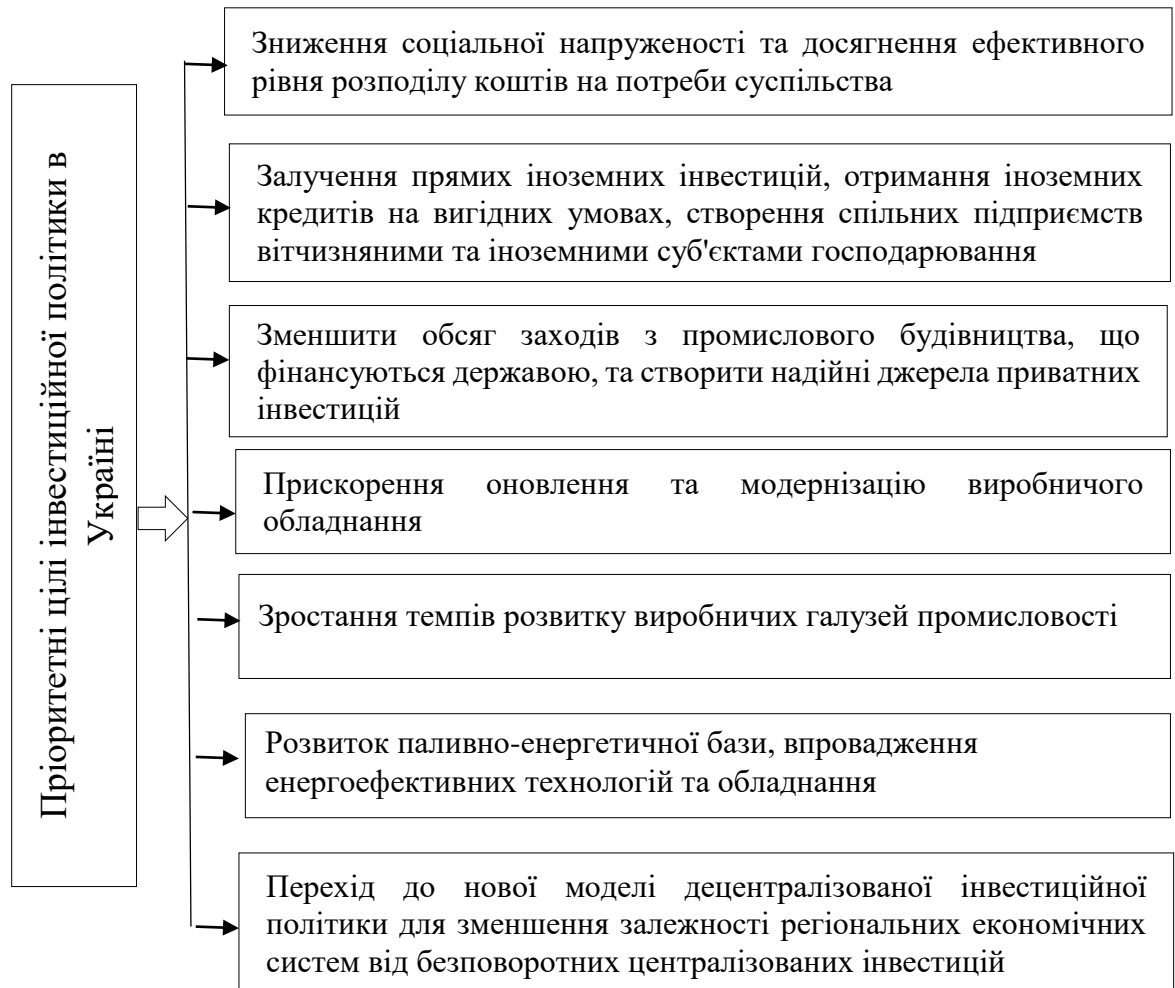 Пріоритетні цілі інвестиційної політики в
Україні
Зниження соціальної напруженості та досягнення ефективного
рівня розподілу коштів на потреби суспільства
Залучення прямих іноземних інвестицій, отримання іноземних
кредитів на вигідних умовах, створення спільних підприємств
вітчизняними та іноземними суб'єктами господарювання
Зменшити обсяг заходів з промислового будівництва, що
фінансуються державою, та створити надійні джерела приватних
інвестицій
Прискорення оновлення та модернізацію виробничого
обладнання
Зростання темпів розвитку виробничих галузей промисловості
Розвиток паливно-енергетичної бази, впровадження
енергоефективних технологій та обладнання
Перехід до нової моделі децентралізованої інвестиційної
політики для зменшення залежності регіональних економічних
систем від безповоротних централізованих інвестицій